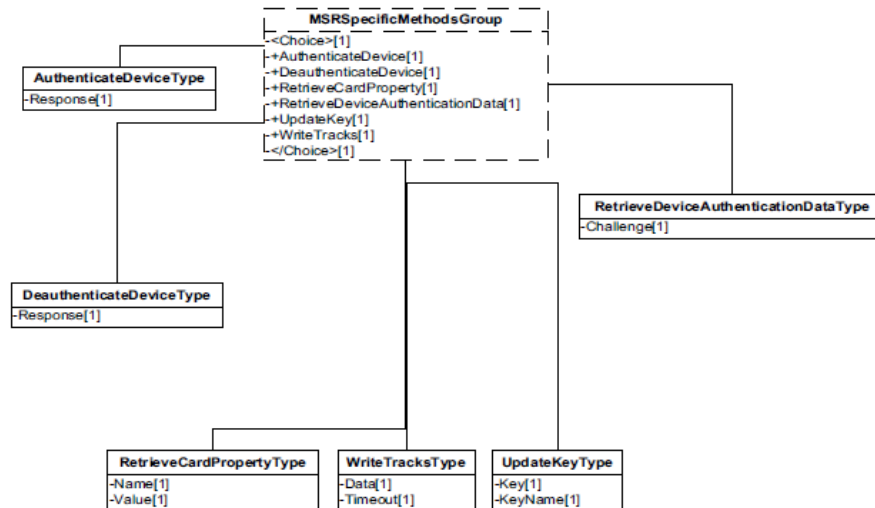 MSRSpecificMethodsGroup
-<Choice>[1]
-+AuthenticateDevice[1]
-+DeauthenticateDevice[1]
-+RetrieveCardProperty[1]
-+RetrieveDeviceAuthenticationData[1]
-+UpdateKey[1]
-+WriteTracks[1]
-</Choice>[1]
AuthenticateDeviceType
-Response[1]
RetrieveDeviceAuthenticationDataType
-Challenge[1]
DeauthenticateDeviceType
-Response[1]
RetrieveCardPropertyType
-Name[1]
-Value[1]
WriteTracksType
-Data[1]
-Timeout[1]
UpdateKeyType
-Key[1]
-KeyName[1]